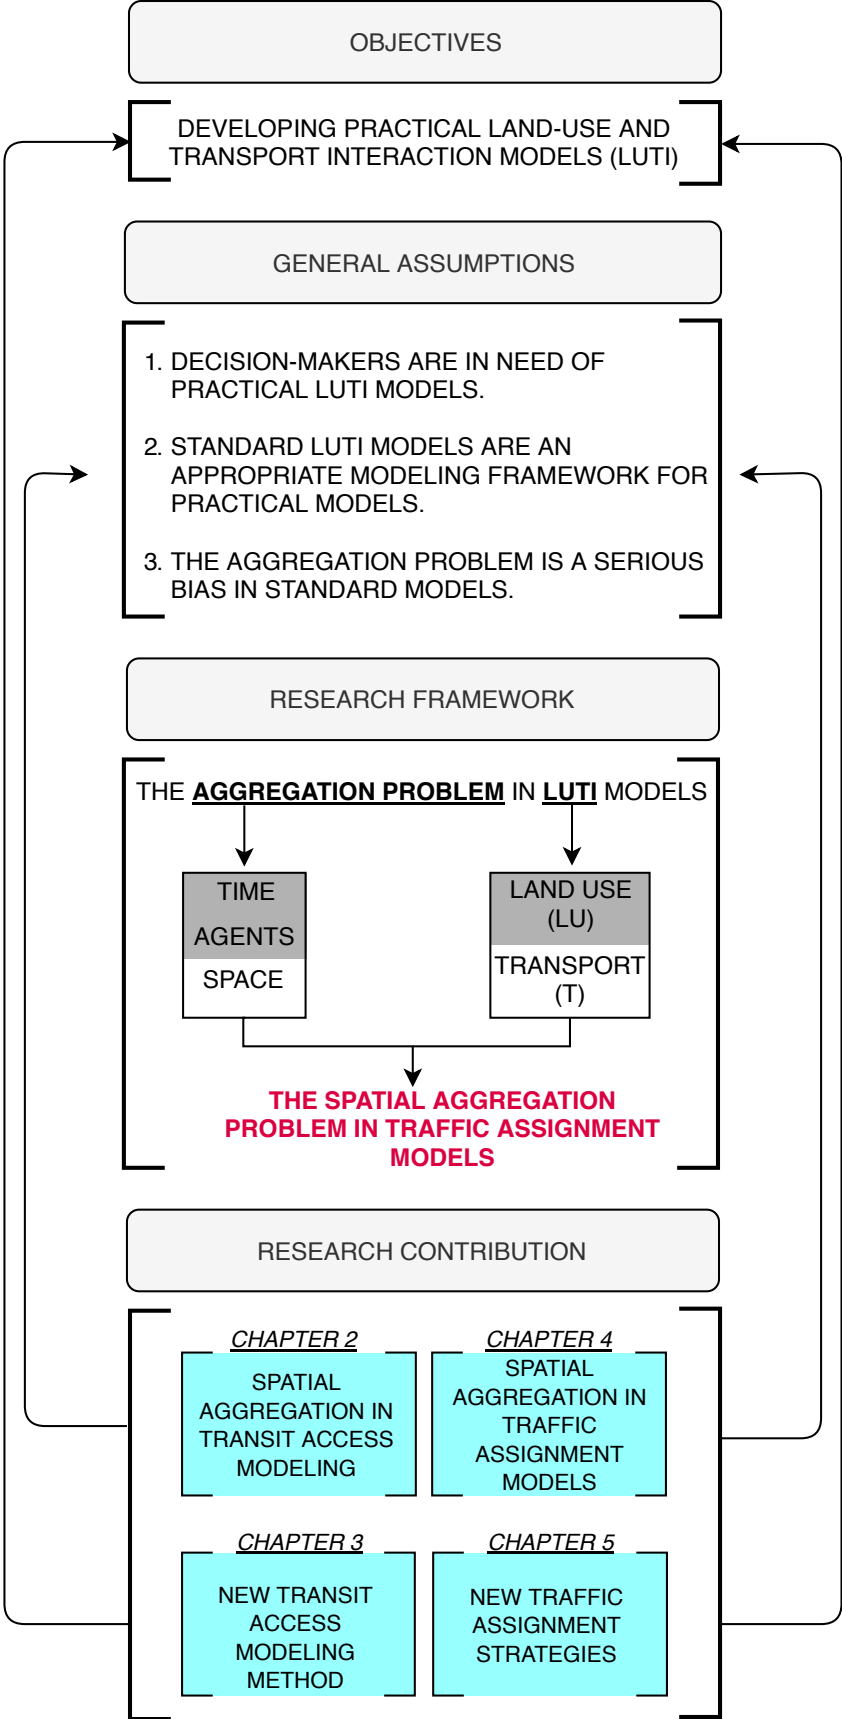 OBJECTIVES
DEVELOPING PRACTICAL LAND-USE AND
TRANSPORT INTERACTION MODELS (LUTI)
GENERAL ASSUMPTIONS
1. DECISION-MAKERS ARE IN NEED OF
PRACTICAL LUTI MODELS.
2. STANDARD LUTI MODELS ARE AN
APPROPRIATE MODELING FRAMEWORK FOR
PRACTICAL MODELS.
3. THE AGGREGATION PROBLEM IS A SERIOUS
BIAS IN STANDARD MODELS.
RESEARCH FRAMEWORK
THE AGGREGATION PROBLEM IN LUTI MODELS
TIME
AGENTS
SPACE
LAND USE
(LU)
TRANSPORT
(T)
THE SPATIAL AGGREGATION
PROBLEM IN TRAFFIC ASSIGNMENT
MODELS
RESEARCH CONTRIBUTION
CHAPTER 2
SPATIAL
AGGREGATION IN
TRANSIT ACCESS
MODELING
CHAPTER 4
SPATIAL
AGGREGATION IN
TRAFFIC
ASSIGNMENT
MODELS
CHAPTER 3
NEW TRANSIT
ACCESS
MODELING
METHOD
CHAPTER 5
NEW TRAFFIC
ASSIGNMENT
STRATEGIES